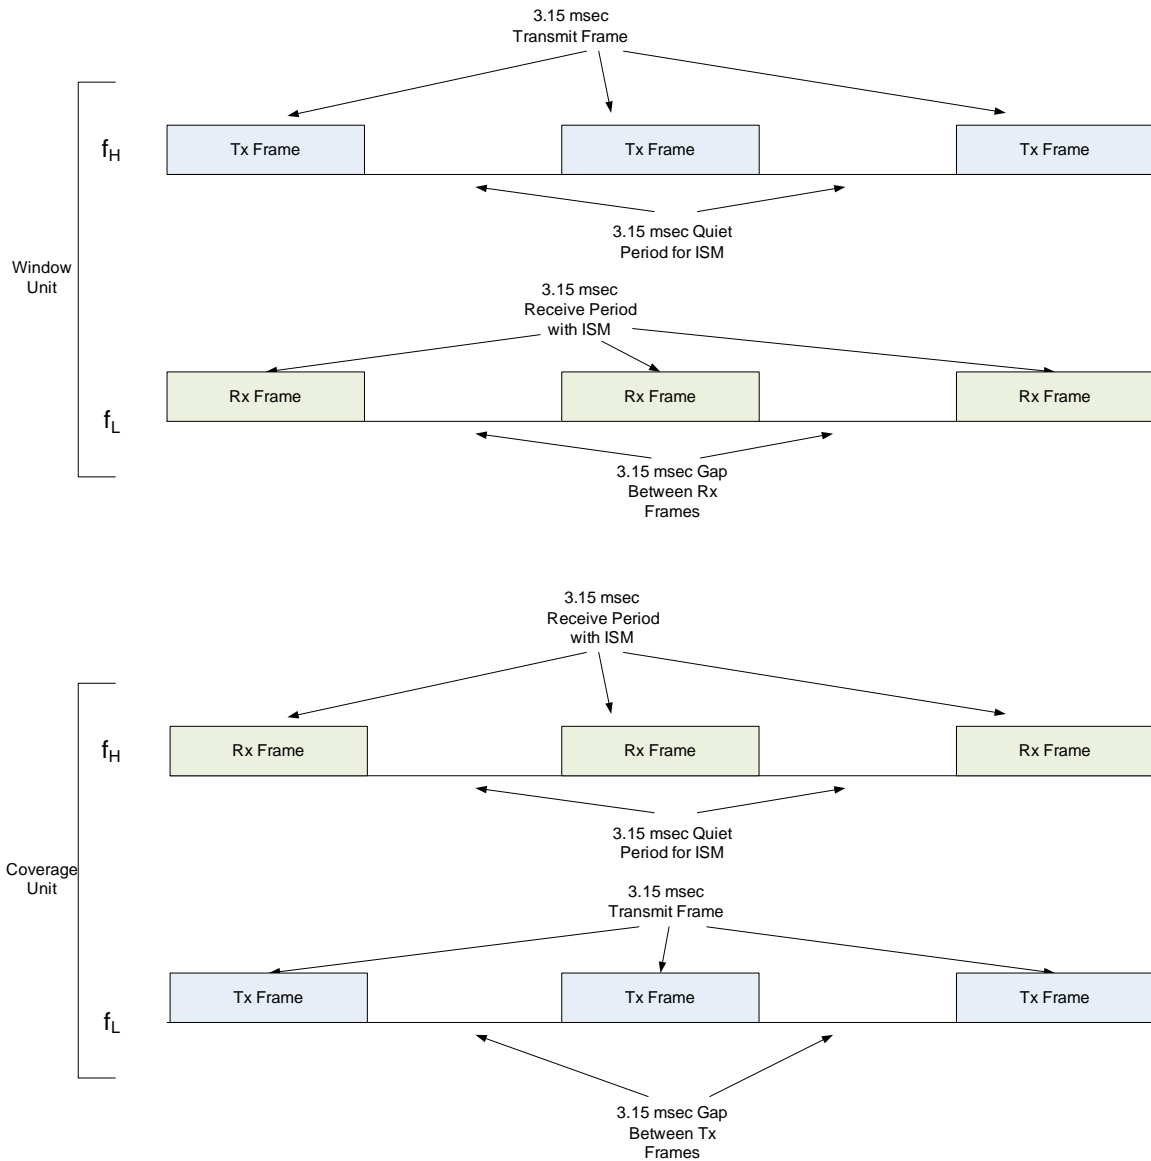 3.15 msec
Transmit Frame
fH
Tx Frame
Tx Frame
Tx Frame
3.15 msec Quiet
Period for ISM
Window
Unit
3.15 msec
Receive Period
with ISM
Rx Frame
Rx Frame
Rx Frame
fL
3.15 msec Gap
Between Rx
Frames
3.15 msec
Receive Period
with ISM
fH
Rx Frame
Rx Frame
Rx Frame
3.15 msec Quiet
Period for ISM
Coverage
Unit
3.15 msec
Transmit Frame
Tx Frame
Tx Frame
Tx Frame
fL
3.15 msec Gap
Between Tx
Frames